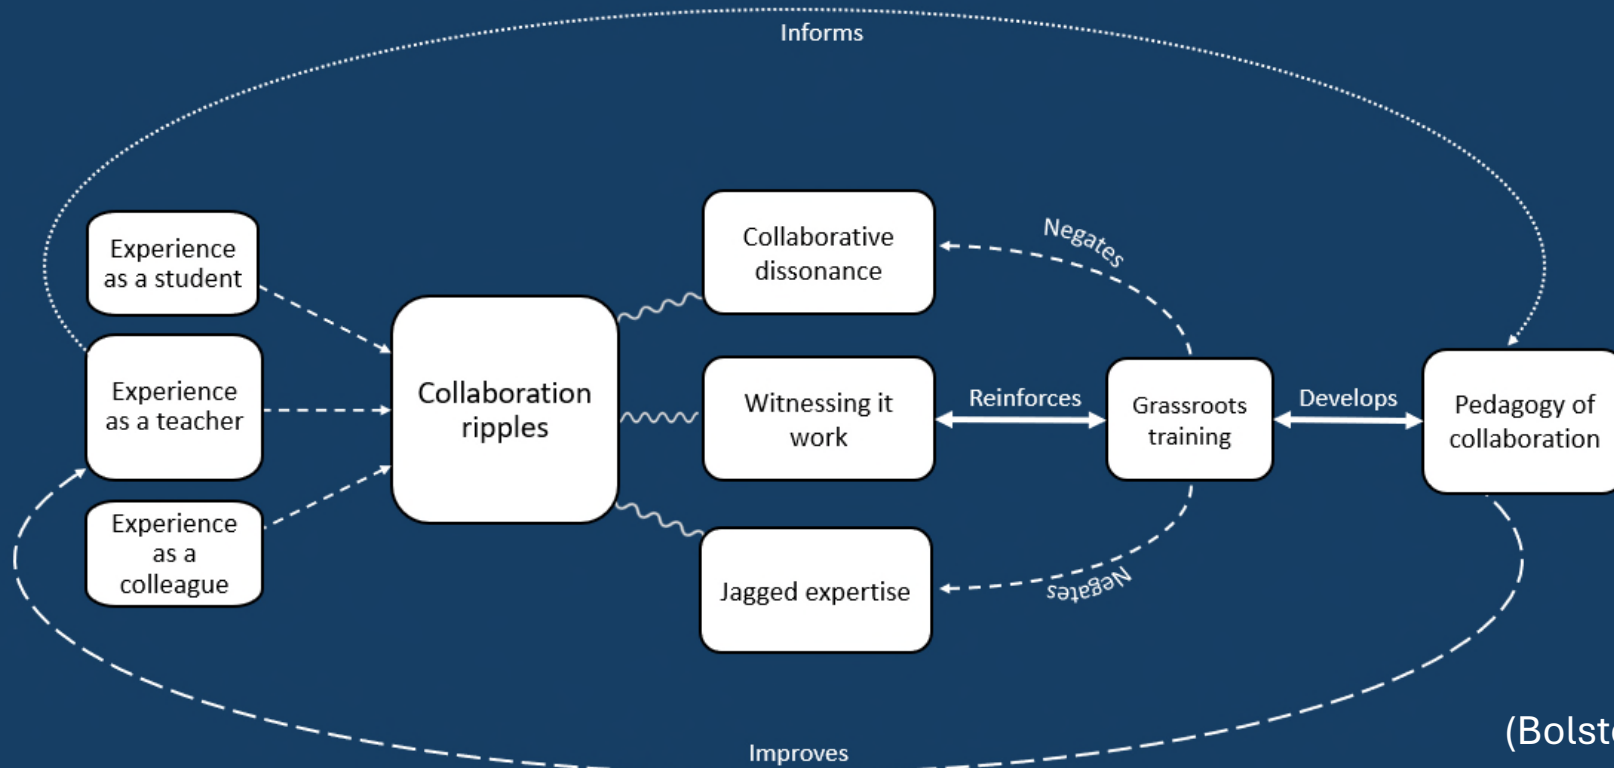 Informs
Experience
as a student
Experience
as a teacher
Experience
as a
colleague
Collaboration
ripples
Collaborative
dissonance
Witnessing it
work
Jagged expertise
Negates
Reinforces
Negates
Grassroots
training
Develops
Pedagogy of
collaboration
Improves